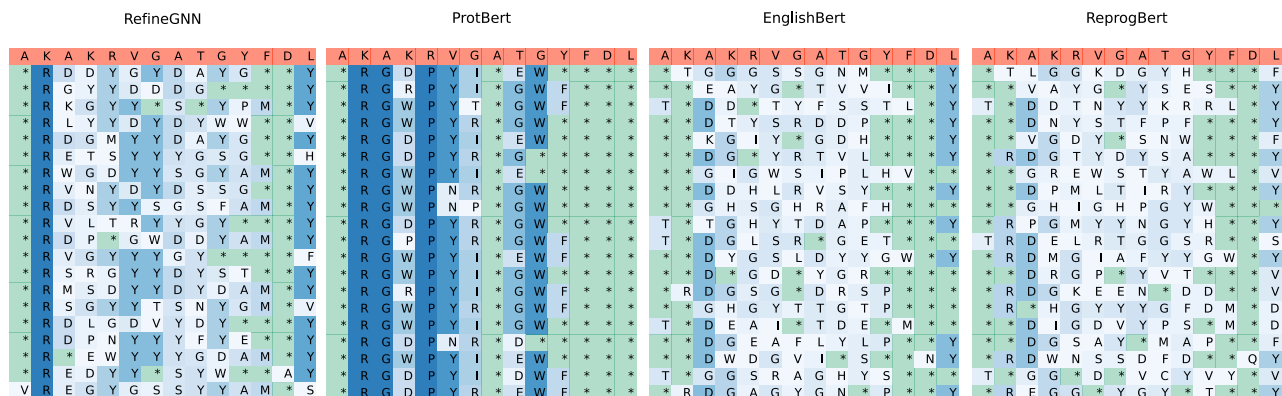 RefineGNN
A K A K R V G A T G Y F D L
* R D D Y G Y D A Y G * * Y
* R G Y Y D D D G * * * * Y
* R K G Y Y * S * Y P M * Y
* R L Y Y D Y D Y W W * * V
* R D G M Y Y D A Y G * * Y
* R E T S Y Y Y G S G * * H
* R W G D Y Y S G Y A M * Y
* R V N Y D Y D S S G * * Y
* R D S Y Y S G S F A M * Y
* R V L T R Y Y G Y * * * Y
* R D P * G W D D Y A M * Y
* R V G Y Y Y G Y * * * * F
* R S R G Y Y D Y S T * * Y
* R M S D Y Y D Y D A M * Y
* R S G Y Y T S N Y G M * V
* R D L G D V Y D Y * * * Y
* R D P N Y Y Y F Y E * * Y
* R * E W Y Y Y G D A M * Y
* R E D Y Y * S Y W * * A Y
V R E G Y G S S Y Y A M * S
ProtBert
A K A K R V G A T G Y F D L
* R G D P Y I * E W * * * *
* R G R P Y I * G W F * * *
* R G W P Y T * G W F * * *
* R G W P Y R * G W * * * *
* R G D P Y I * E W * * * *
* R G D P Y R * G * * * * *
* R G W P Y I * E * * * * *
* R G W P N R * G W * * * *
* R G W P N P * G W * * * *
* R G D P Y R * G W * * * *
* R G P P Y R * G W F * * *
* R G W P Y I * E W F * * *
* R G W P Y R * G W * * * *
* R G R P Y I * G W F * * *
* R G W P Y R * G W F * * *
* R G W P Y I * G W * * * *
* R G D P N R * D * * * * *
* R G W P Y I * E W * * * *
* R G D P Y I * D W F * * *
* R G W P Y R * G W F * * *
EnglishBert
A K A K R V G A T G Y F D L
* T G G G S S G N M * * * Y
* * E A Y G * T V V I * * Y
T * D D * T Y F S S T L * Y
* * D T Y S R D D P * * * Y
* * K G I Y * G D H * * * Y
* * D G * Y R T V L * * * Y
* * G I G W S I P L H V * *
* * D D H L R V S Y * * * Y
* * G H S G H R A F H * * *
T * T G H Y T D A P * * * Y
T * D G L S R * G E T * * Y
* * D Y G S L D Y Y G W * Y
* * D * G D * Y G R * * * *
* R D G S G * D R S P * * Y
* * G H G Y T T G T P * * Y
T * D E A I * T D E * M * *
* * D G E A F L Y L P * * Y
* * D W D G V I * S * * N Y
T * G G S R A G H Y S * * *
* R D G A G Y G N * P * * Y
ReprogBert
A K A K R V G A T G Y F D L
* T L G G K D G Y H * * * F
* * V A Y G * Y S E S * * Y
T * D D T N Y Y K R R L * Y
* * D N Y S T F P F * * * Y
* * V G D Y * S N W * * * F
* R D G T Y D Y S A * * * Y
* * G R E W S T Y A W L * V
* * D P M L T I R Y * * * Y
* * G H I G H P G Y W * * *
* R P G M Y Y N G Y H * * Y
T R D E L R T G G S R * * S
* R D M G I A F Y Y G W * Y
* * D R G P * Y V T * * * V
* R D G K E E N * D D * * V
* R * H G Y Y Y G F D M * D
* * D I G D V Y P S * M * D
* * D G S A Y * M A P * * F
* R D W N S S D F D * * Q Y
T * G G * D * V C Y V Y * V
* R E G G * Y G * T * * * Y